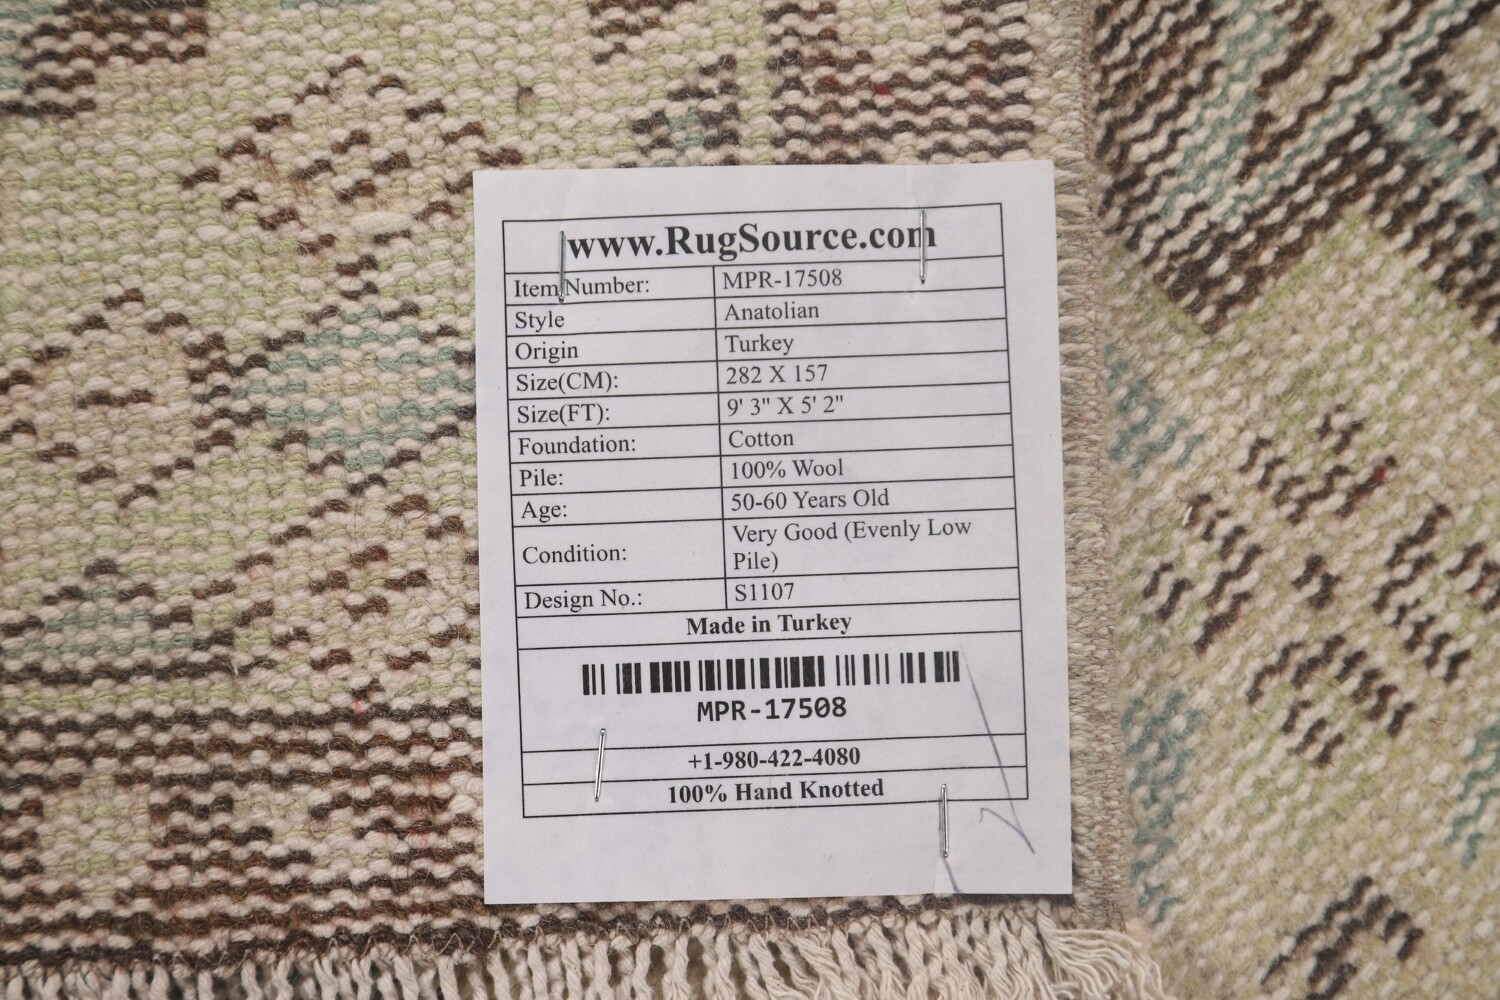 www.RugSource.com
Item Number: MPR-17508
Style Anatolian
Origin Turkey
Size(CM): 282 X 157
Size(FT): 9' 3" X 5' 2"
Foundation: Cotton
Pile: 100% Wool
Age: 50-60 Years Old
Condition: Very Good (Evenly Low
Pile)
Design No.: S1107
Made in Turkey
MPR-17508
+1-980-422-4080
100% Hand Knotted